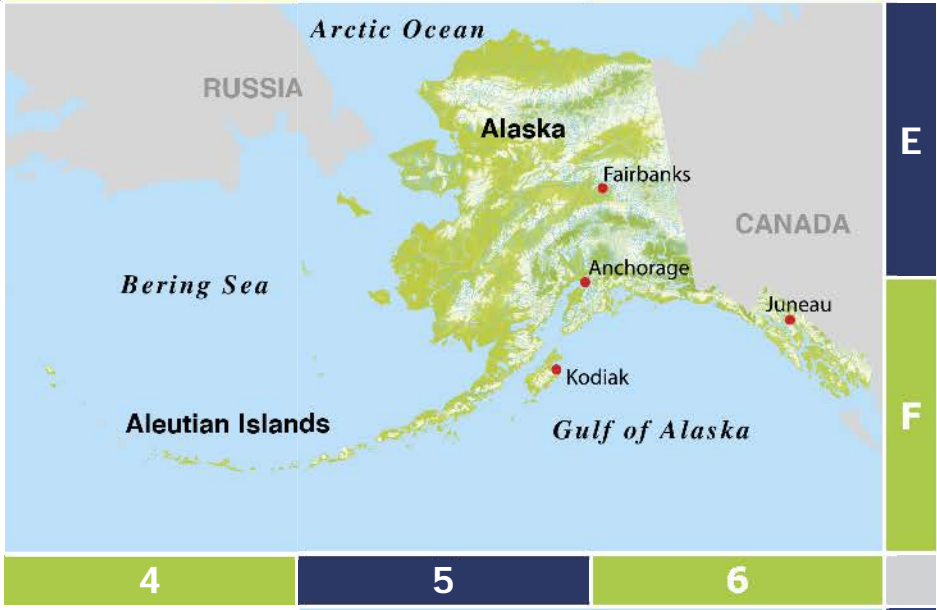 Arctic Ocean
RUSSIA
Alaska
E
Fairbanks
CANADA
Anchorage
Bering Sea
Juneau
Kodiak
Aleutian Islands
Gulf of Alaska
F
4
5
6